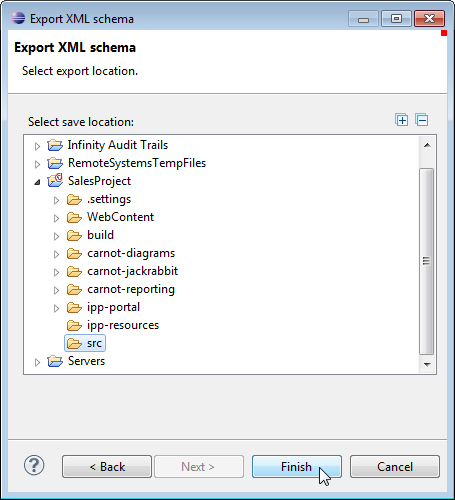 Export XML schema
Export XML schema
Select export location.
Select save location:
Infinity Audit Trails
RemoteSystemsTempFiles
SalesProject
.settings
WebContent
build
carnot-diagrams
carnot-jackrabbit
carnot-reporting
ipp-portal
ipp-resources
src
Servers
? < Back Next > Finish Cancel